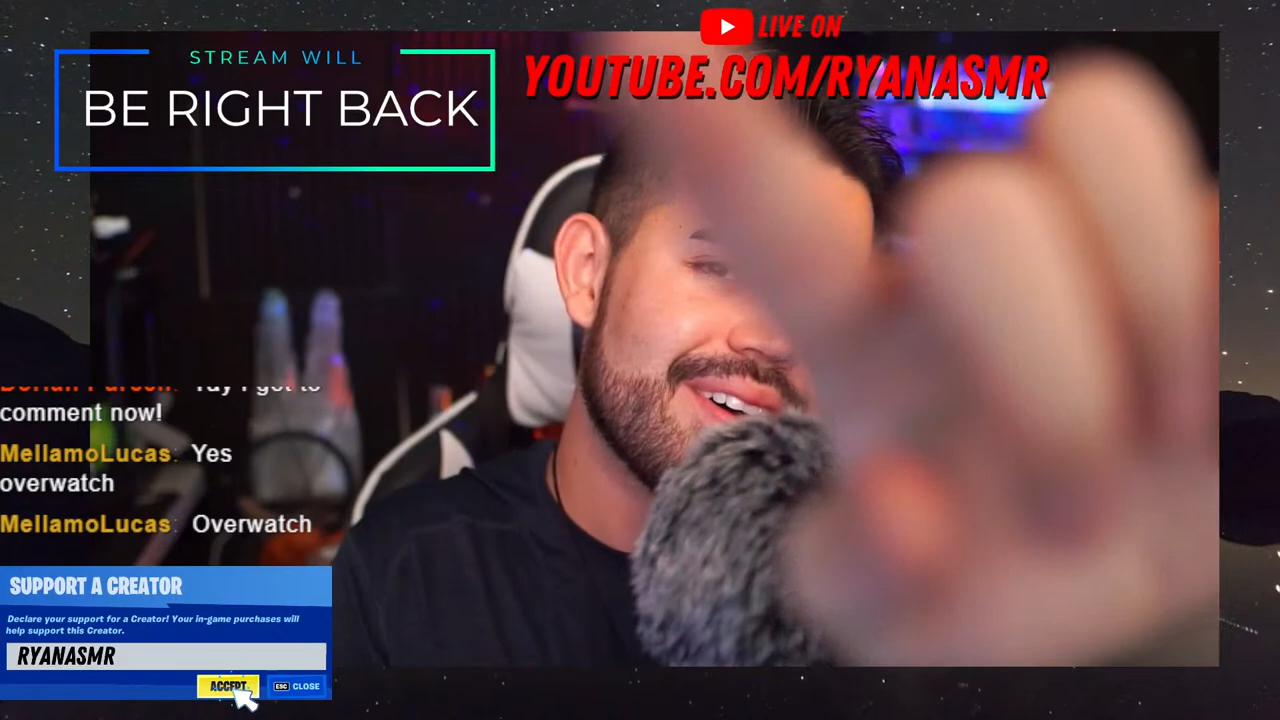 LIVE ON
YOUTUBE.COM/RYANASMR
STREAM WILL
BE RIGHT BACK
comment now!
MellamoLucas: Yes
overwatch
MellamoLucas: Overwatch
SUPPORT A CREATOR
Declare your support for a Creator! Your in-game purchases will
help support this Creator.
RYANASMR
ACCEPT
ESC CLOSE